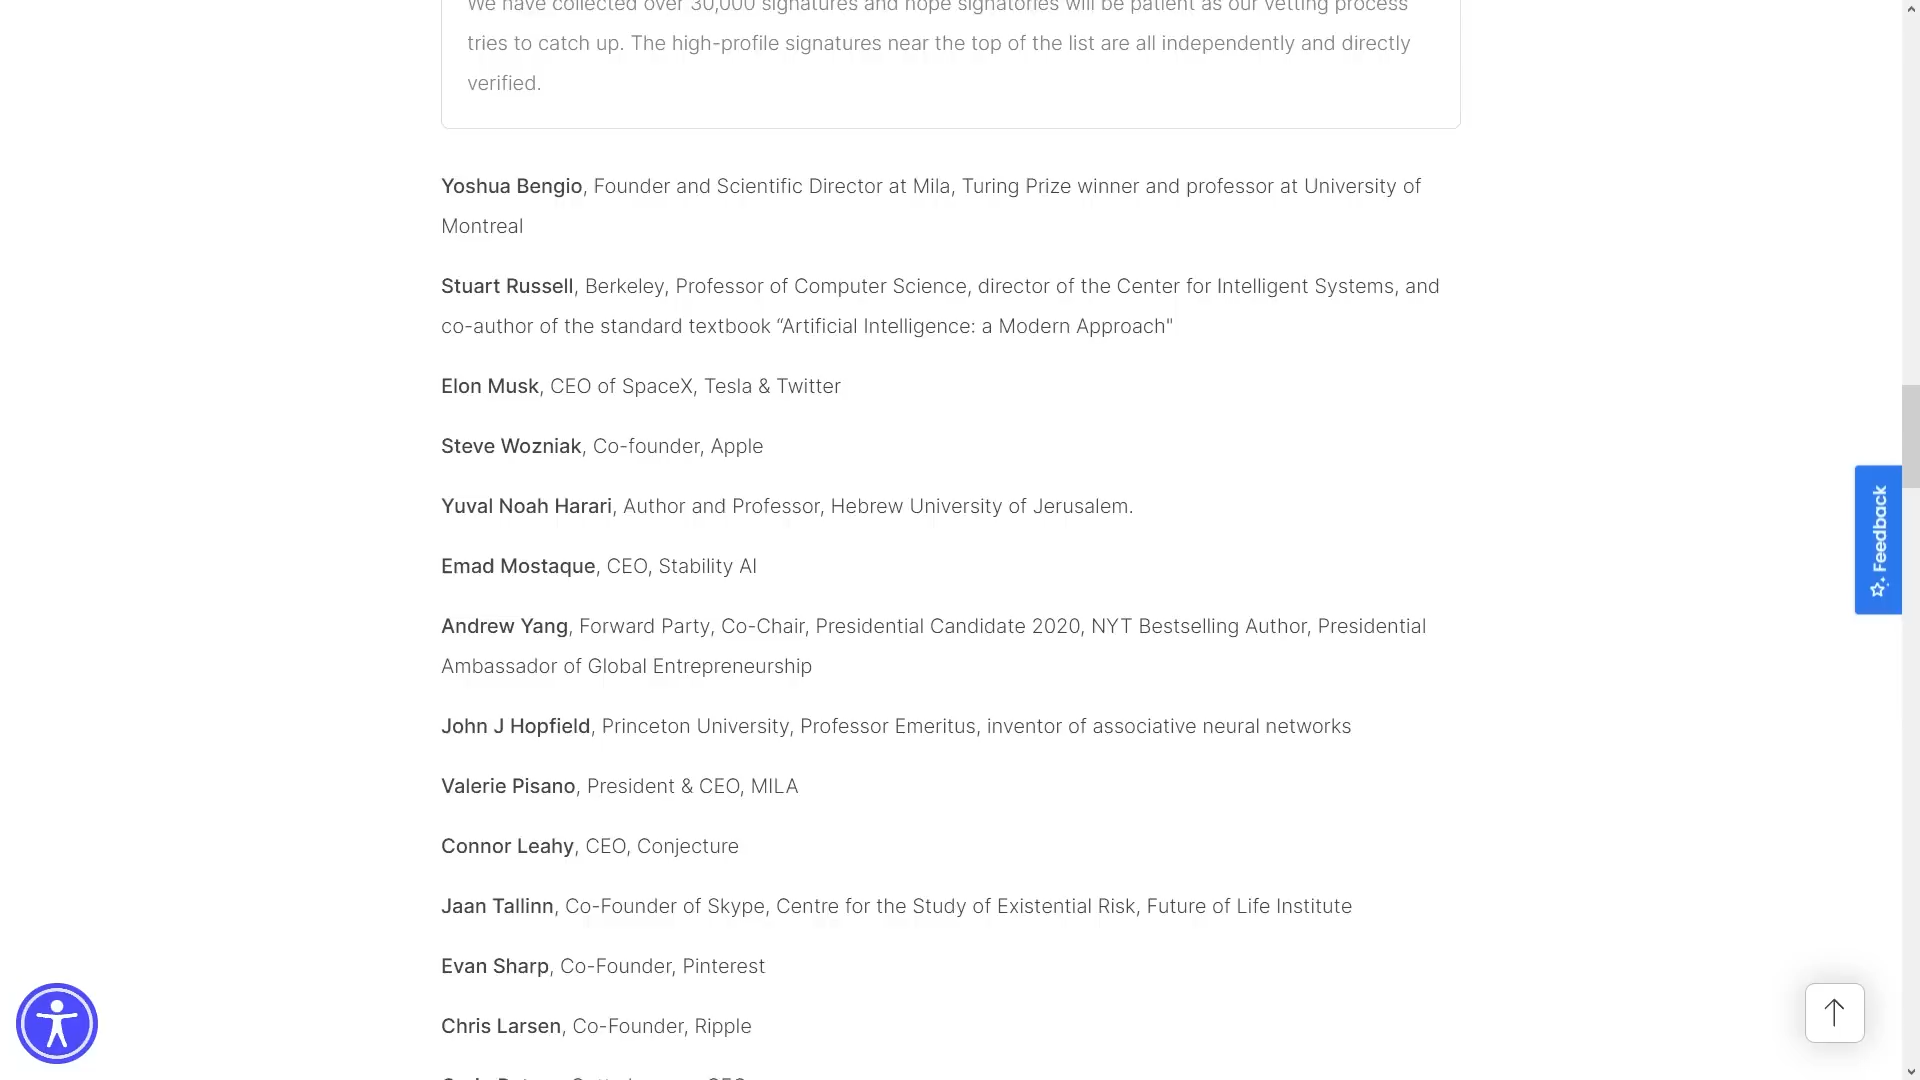 We have collected over 30,000 signatures and hope signatories will be patient as our vetting process
tries to catch up. The high-profile signatures near the top of the list are all independently and directly
verified.
Yoshua Bengio, Founder and Scientific Director at Mila, Turing Prize winner and professor at University of
Montreal
Stuart Russell, Berkeley, Professor of Computer Science, director of the Center for Intelligent Systems, and
co-author of the standard textbook “Artificial Intelligence: a Modern Approach"
Elon Musk, CEO of SpaceX, Tesla & Twitter
Steve Wozniak, Co-founder, Apple
Yuval Noah Harari, Author and Professor, Hebrew University of Jerusalem.
Emad Mostaque, CEO, Stability AI
Andrew Yang, Forward Party, Co-Chair, Presidential Candidate 2020, NYT Bestselling Author, Presidential
Ambassador of Global Entrepreneurship
John J Hopfield, Princeton University, Professor Emeritus, inventor of associative neural networks
Valerie Pisano, President & CEO, MILA
Connor Leahy, CEO, Conjecture
Jaan Tallinn, Co-Founder of Skype, Centre for the Study of Existential Risk, Future of Life Institute
Evan Sharp, Co-Founder, Pinterest
Chris Larsen, Co-Founder, Ripple
Feedback